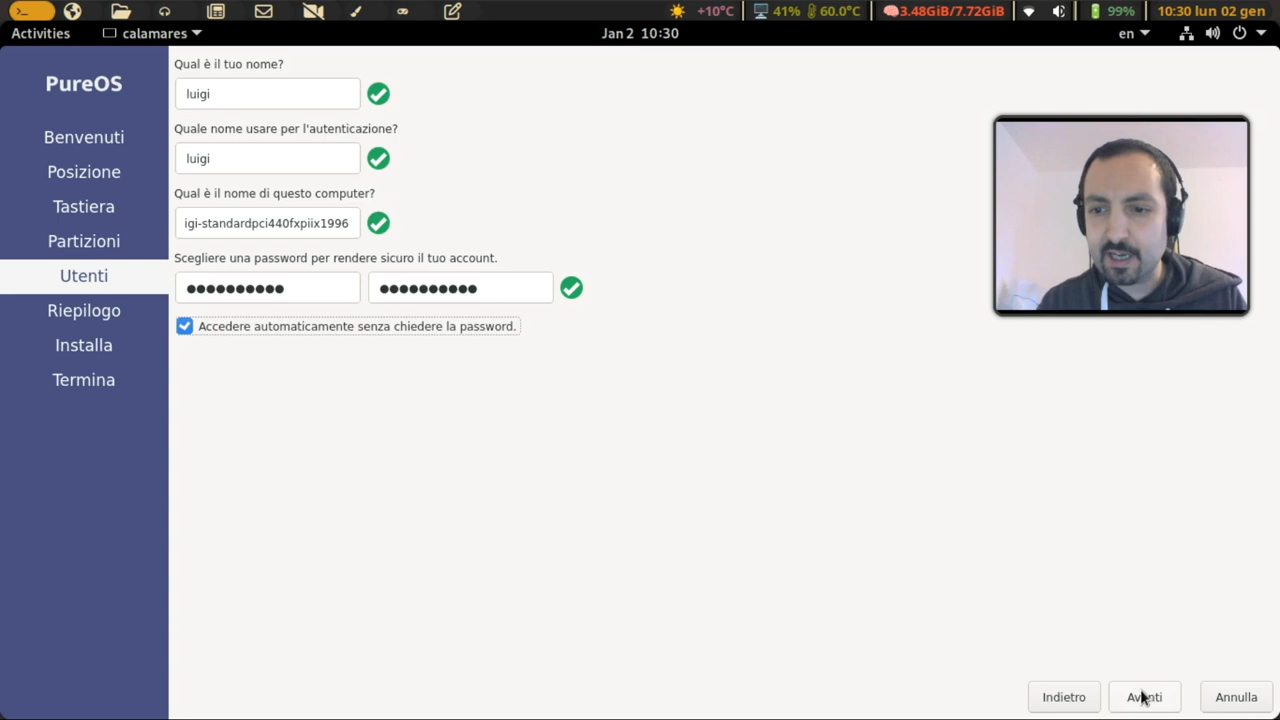 +10°C
41%
60.0°C
3.48GiB/7.72GiB
99%
10:30 lun 02 gen
Activities
calamares
Jan 2 10:30
en
PureOS
Benvenuti
Posizione
Tastiera
Partizioni
Utenti
Riepilogo
Installa
Termina
Qual è il tuo nome?
luigi
Quale nome usare per l'autenticazione?
luigi
Qual è il nome di questo computer?
igi-standardpci440fxpiix1996
Scegliere una password per rendere sicuro il tuo account.
●●●●●●●●●● ●●●●●●●●●●
Accedere automaticamente senza chiedere la password.
Indietro
Avanti
Annulla